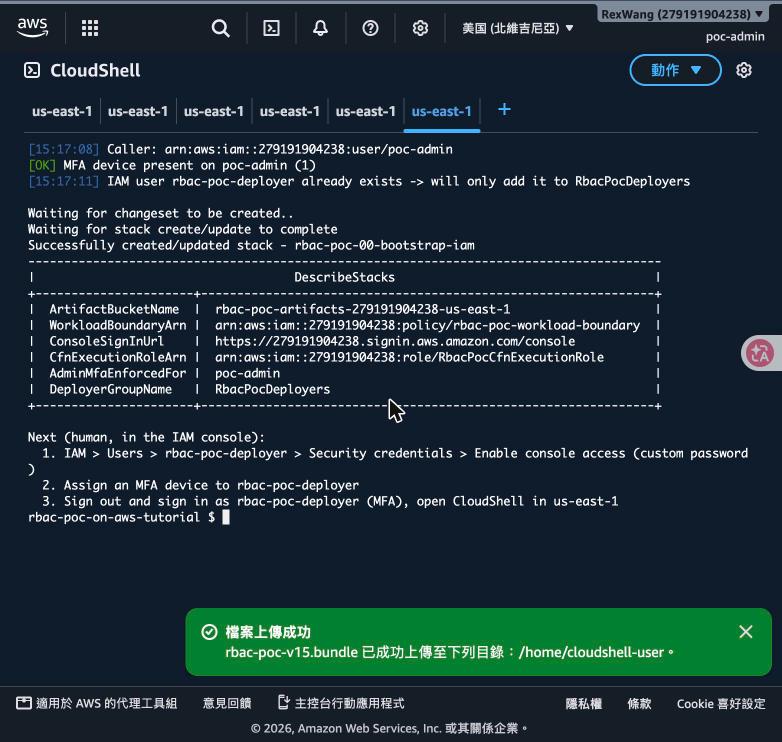 aws
RexWang (279191904238) ▼
美国 (北維吉尼亞) ▼
poc-admin
CloudShell
動作 ▼
us-east-1
us-east-1
us-east-1
us-east-1
us-east-1
us-east-1
+
[15:17:08] Caller: arn:aws:iam::279191904238:user/poc-admin
[OK] MFA device present on poc-admin (1)
[15:17:11] IAM user rbac-poc-deployer already exists -> will only add it to RbacPocDeployers
Waiting for changeset to be created..
Waiting for stack create/update to complete
Successfully created/updated stack - rbac-poc-00-bootstrap-iam
-------------------------------------------------------------------------------
| DescribeStacks |
+--------------------+--------------------------------------------------------+
| ArtifactBucketName | rbac-poc-artifacts-279191904238-us-east-1 |
| WorkloadBoundaryArn | arn:aws:iam::279191904238:policy/rbac-poc-workload-boundary |
| ConsoleSignInUrl | https://279191904238.signin.aws.amazon.com/console |
| CfnExecutionRoleArn | arn:aws:iam::279191904238:role/RbacPocCfnExecutionRole |
| AdminMfaEnforcedFor | poc-admin |
| DeployerGroupName | RbacPocDeployers |
+--------------------+--------------------------------------------------------+
Next (human, in the IAM console):
1. IAM > Users > rbac-poc-deployer > Security credentials > Enable console access (custom password
)
2. Assign an MFA device to rbac-poc-deployer
3. Sign out and sign in as rbac-poc-deployer (MFA), open CloudShell in us-east-1
rbac-poc-on-aws-tutorial $
檔案上傳成功
rbac-poc-v15.bundle 已成功上傳至下列目錄：/home/cloudshell-user。
適用於 AWS 的代理工具組
意見回饋
主控台行動應用程式
隱私權
條款
Cookie 喜好設定
© 2026, Amazon Web Services, Inc. 或其關係企業。